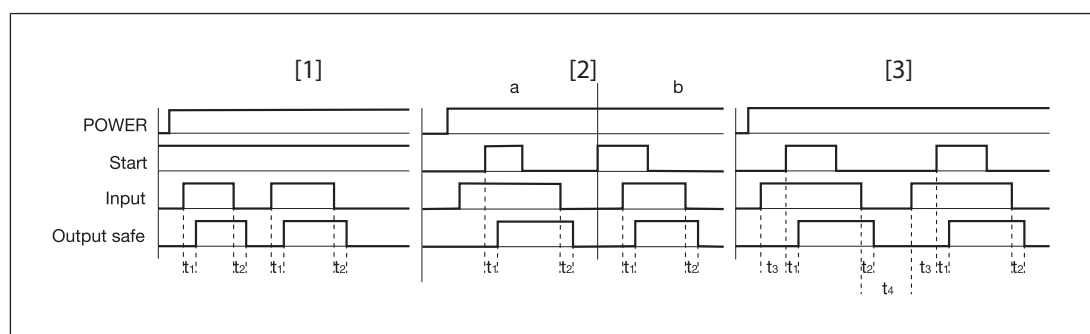 [1] [2] [3]
a b
POWER
Start
Input
Output safe
t1 t2 t1 t2 t1 t2 t1 t2 t3 t1 t2 t3 t1 t2
t4